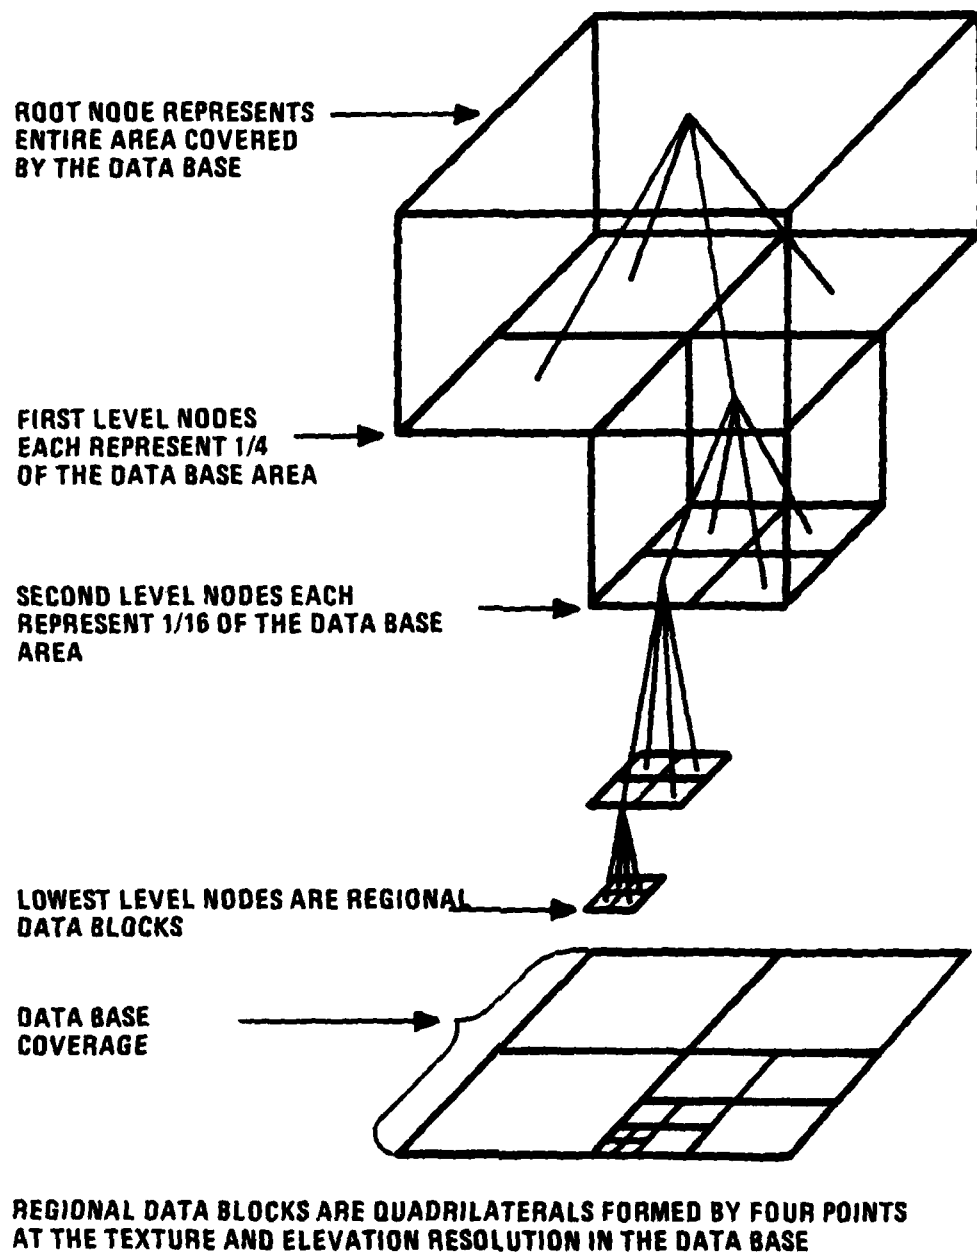 ROOT NODE REPRESENTS
ENTIRE AREA COVERED
BY THE DATA BASE
FIRST LEVEL NODES
EACH REPRESENT 1/4
OF THE DATA BASE AREA
SECOND LEVEL NODES EACH
REPRESENT 1/16 OF THE DATA BASE
AREA
LOWEST LEVEL NODES ARE REGIONAL
DATA BLOCKS
DATA BASE
COVERAGE
REGIONAL DATA BLOCKS ARE QUADRILATERALS FORMED BY FOUR POINTS
AT THE TEXTURE AND ELEVATION RESOLUTION IN THE DATA BASE